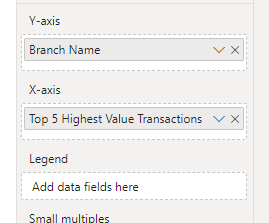 Y-axis
Branch Name
X-axis
Top 5 Highest Value Transactions
Legend
Add data fields here
Small multiples